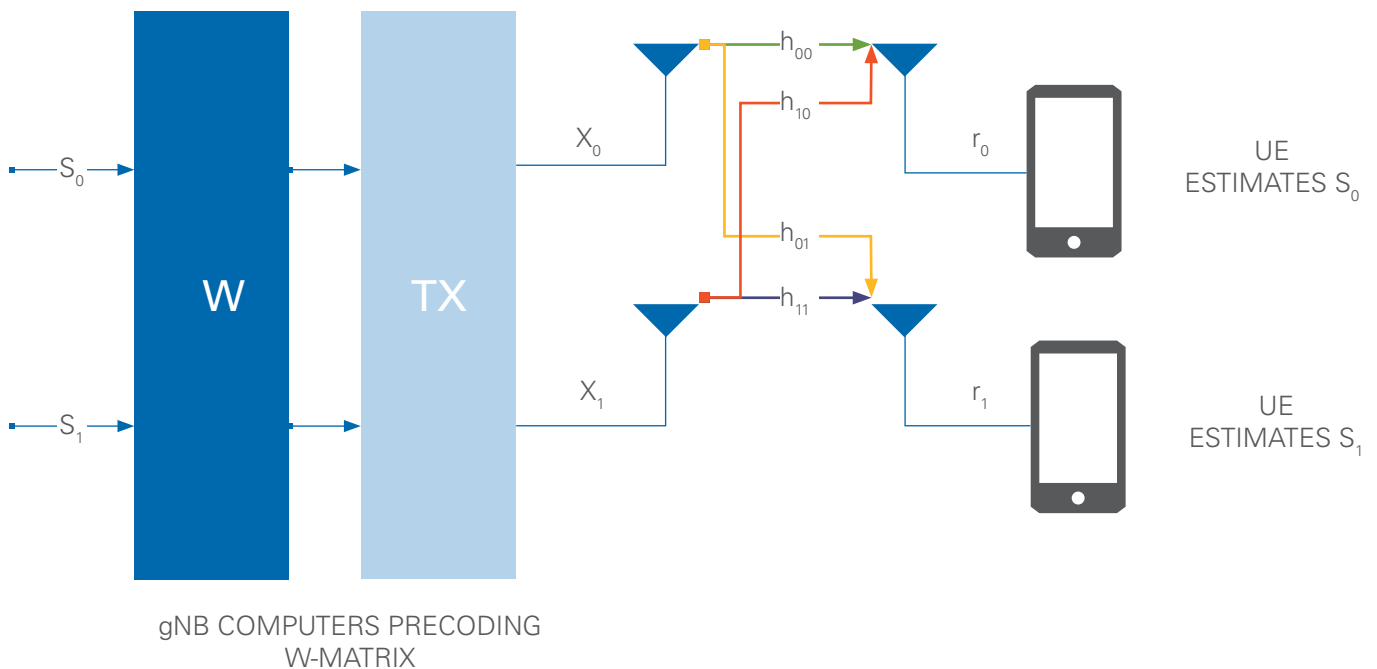 h₀₀
h₁₀
X₀
r₀
S₀
UE
ESTIMATES S₀
h₀₁
W
TX
h₁₁
X₁
r₁
S₁
UE
ESTIMATES S₁
gNB COMPUTERS PRECODING
W-MATRIX